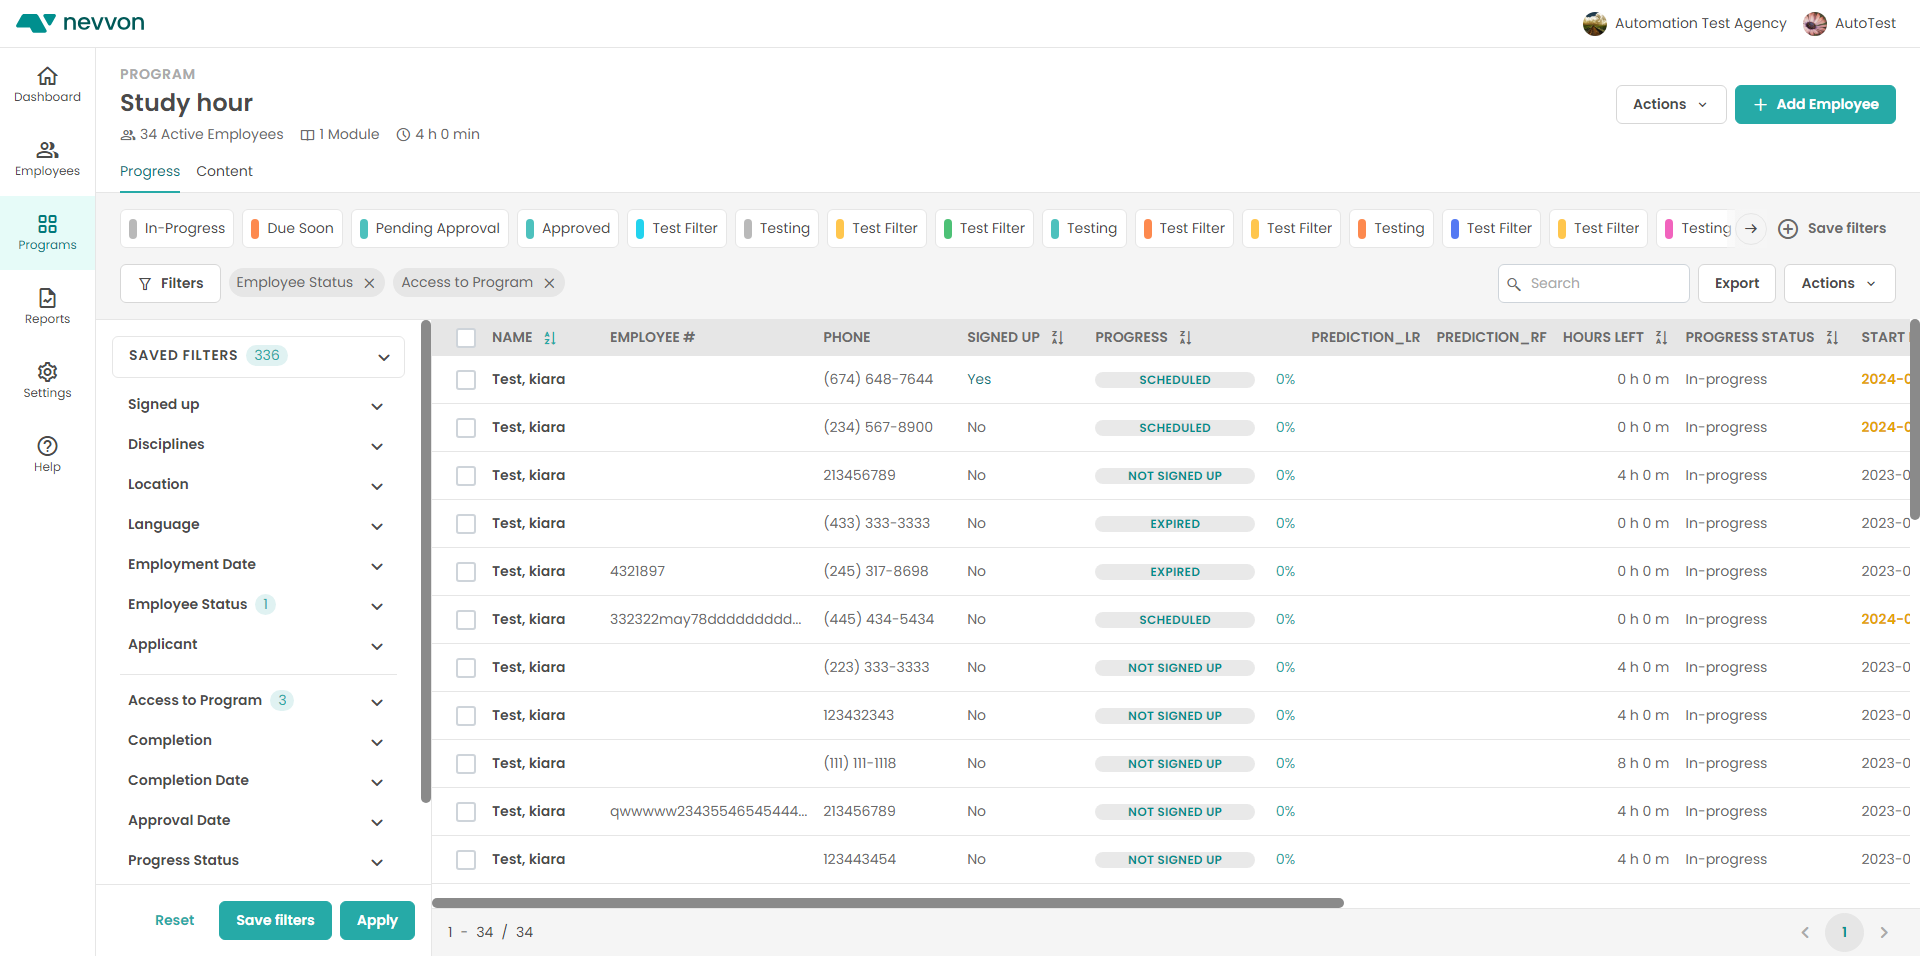 nevvon
Automation Test Agency
AutoTest
Dashboard
Employees
Programs
Reports
Settings
Help
PROGRAM
Study hour
34 Active Employees 1 Module 4 h 0 min
Actions
Add Employee
Progress Content
In-Progress Due Soon Pending Approval Approved Test Filter Testing Test Filter Test Filter Testing Test Filter Test Filter Testing Test Filter Test Filter Testing Save filters
Filters Employee Status Access to Program Search Export Actions
SAVED FILTERS 336
Signed up
Disciplines
Location
Language
Employment Date
Employee Status 1
Applicant
Access to Program 3
Completion
Completion Date
Approval Date
Progress Status
Reset Save filters Apply
NAME EMPLOYEE # PHONE SIGNED UP PROGRESS PREDICTION_LR PREDICTION_RF HOURS LEFT PROGRESS STATUS START
Test, kiara (674) 648-7644 Yes SCHEDULED 0% 0 h 0 m In-progress 2024-0
Test, kiara (234) 567-8900 No SCHEDULED 0% 0 h 0 m In-progress 2024-0
Test, kiara 213456789 No NOT SIGNED UP 0% 4 h 0 m In-progress 2023-0
Test, kiara (433) 333-3333 No EXPIRED 0% 0 h 0 m In-progress 2023-0
Test, kiara 4321897 (245) 317-8698 No EXPIRED 0% 0 h 0 m In-progress 2023-0
Test, kiara 332322may78ddddddddd... (445) 434-5434 No SCHEDULED 0% 0 h 0 m In-progress 2024-0
Test, kiara (223) 333-3333 No NOT SIGNED UP 0% 4 h 0 m In-progress 2023-0
Test, kiara 123432343 No NOT SIGNED UP 0% 4 h 0 m In-progress 2023-0
Test, kiara (111) 111-1118 No NOT SIGNED UP 0% 8 h 0 m In-progress 2023-0
Test, kiara qwwwww23435546545444... 213456789 No NOT SIGNED UP 0% 4 h 0 m In-progress 2023-0
Test, kiara 123443454 No NOT SIGNED UP 0% 4 h 0 m In-progress 2023-0
1 - 34 / 34
1